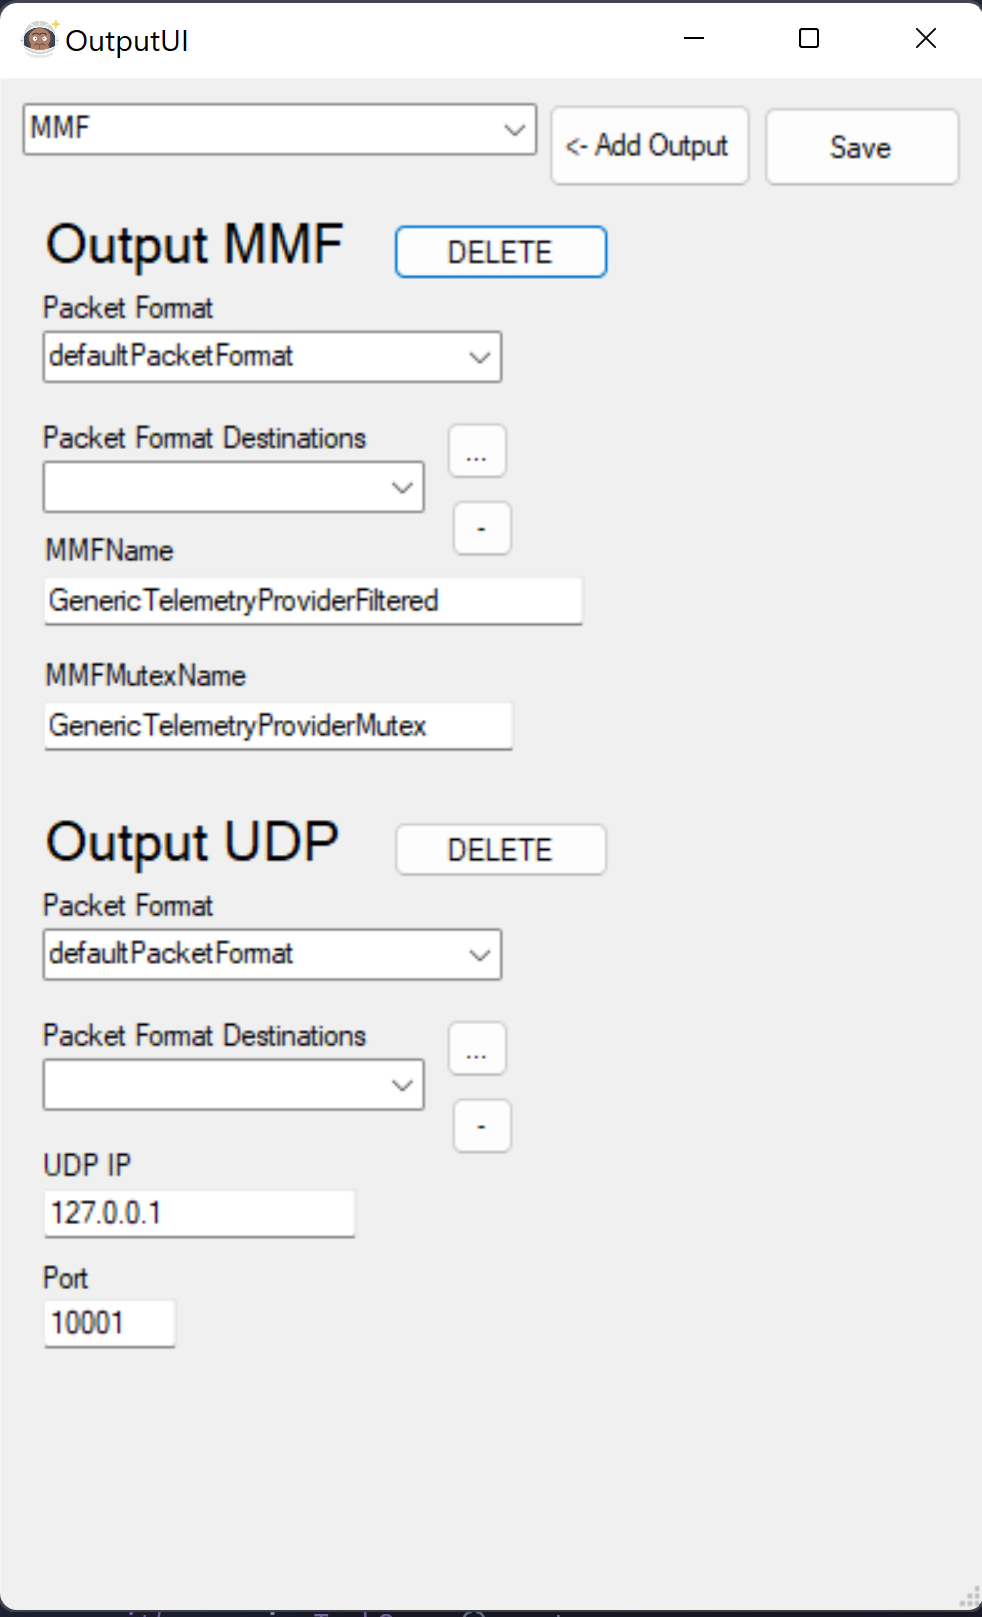 OutputUI
MMF
<- Add Output
Save
Output MMF
DELETE
Packet Format
defaultPacketFormat
Packet Format Destinations
...
-
MMFName
GenericTelemetryProviderFiltered
MMFMutexName
GenericTelemetryProviderMutex
Output UDP
DELETE
Packet Format
defaultPacketFormat
Packet Format Destinations
...
-
UDP IP
127.0.0.1
Port
10001